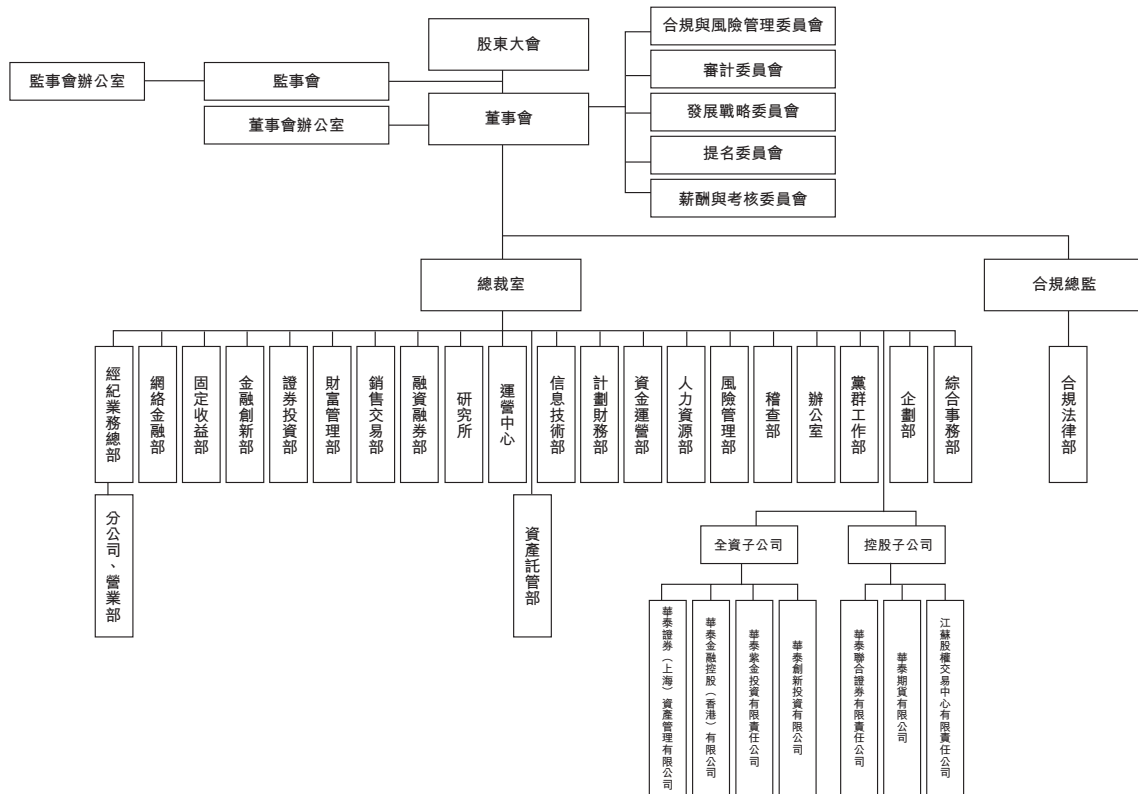 股東大會
監事會辦公室
監事會
董事會辦公室
董事會
合規與風險管理委員會
審計委員會
發展戰略委員會
提名委員會
薪酬與考核委員會
總裁室
合規總監
經紀業務總部
網絡金融部
固定收益部
金融創新部
證券投資部
財富管理部
銷售交易部
融資融券部
研究所
運營中心
信息技術部
計劃財務部
資金運營部
人力資源部
風險管理部
稽查部
辦公室
黨群工作部
企劃部
綜合事務部
合規法律部
分公司、營業部
資產託管部
全資子公司
控股子公司
華泰證券（上海）資產管理有限公司
華泰金融控股（香港）有限公司
華泰紫金投資有限責任公司
華泰創新投資有限公司
華泰聯合證券有限責任公司
華泰期貨有限公司
江蘇股權交易中心有限責任公司